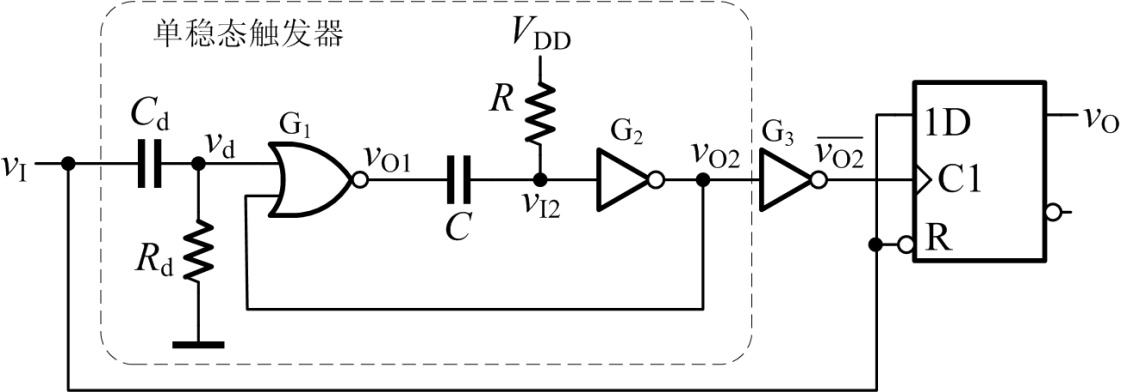 单稳态触发器
V_DD
R
C_d
v_d
G_1
v_O1
G_2
v_O2
G_3
\overline{v_O2}
1D
v_O
v_I
C
v_I2
C1
R_d
R